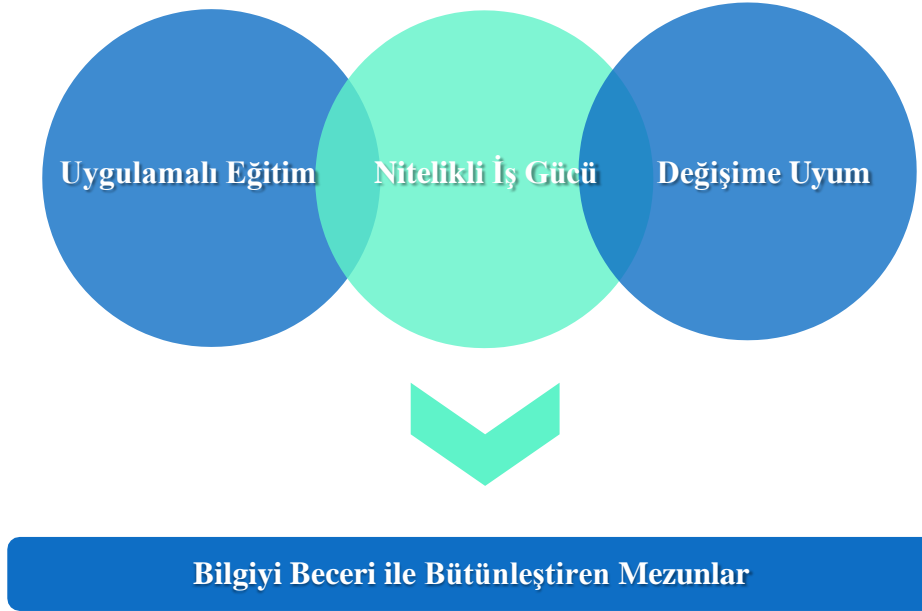 Uygulamalı Eğitim
Nitelikli İş Gücü
Değişime Uyum
Bilgiyi Beceri ile Bütünleştiren Mezunlar